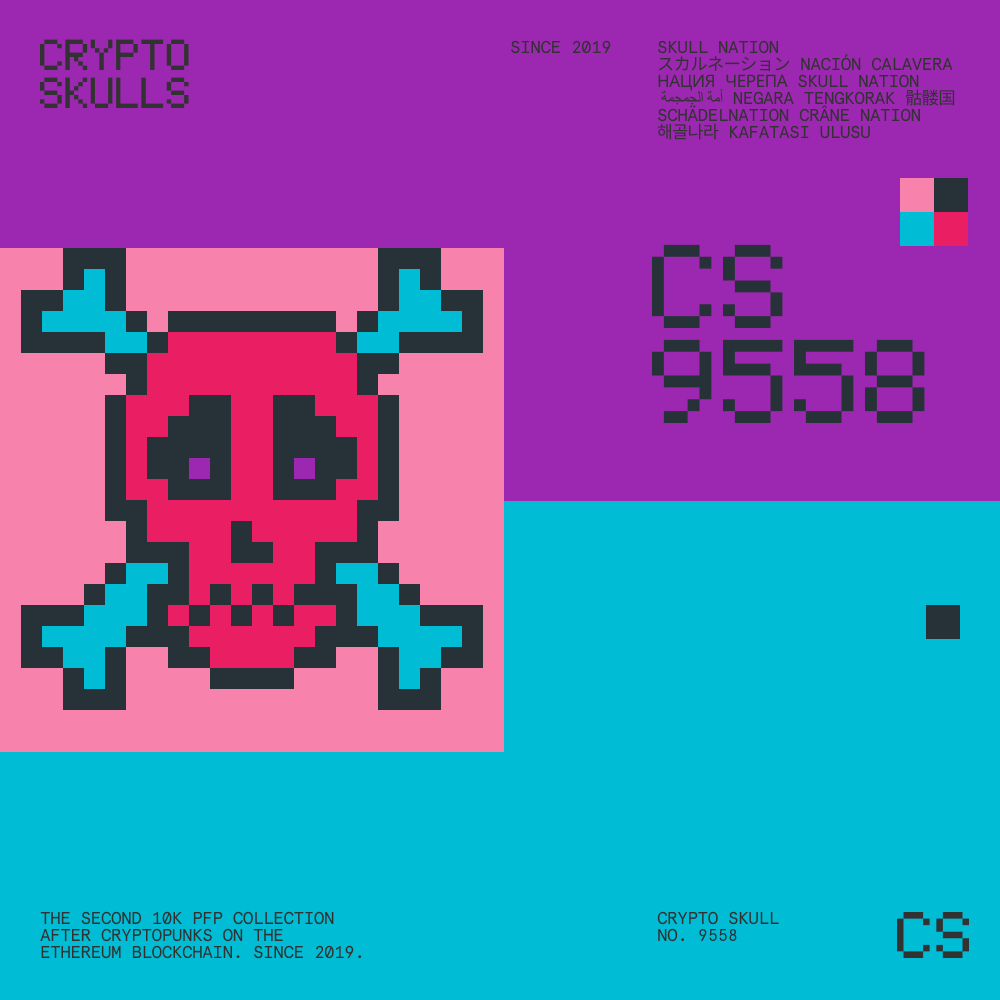 CRYPTO
SKULLS
SINCE 2019
SKULL NATION
スカルネーション NACIÓN CALAVERA
НАЦИЯ ЧЕРЕПА SKULL NATION
أمة الجمجمة NEGARA TENGKORAK 骷髅国
SCHÄDELNATION CRÂNE NATION
해골나라 KAFATASI ULUSU
CS
9558
THE SECOND 10K PFP COLLECTION
AFTER CRYPTOPUNKS ON THE
ETHEREUM BLOCKCHAIN. SINCE 2019.
CRYPTO SKULL
NO. 9558
CS